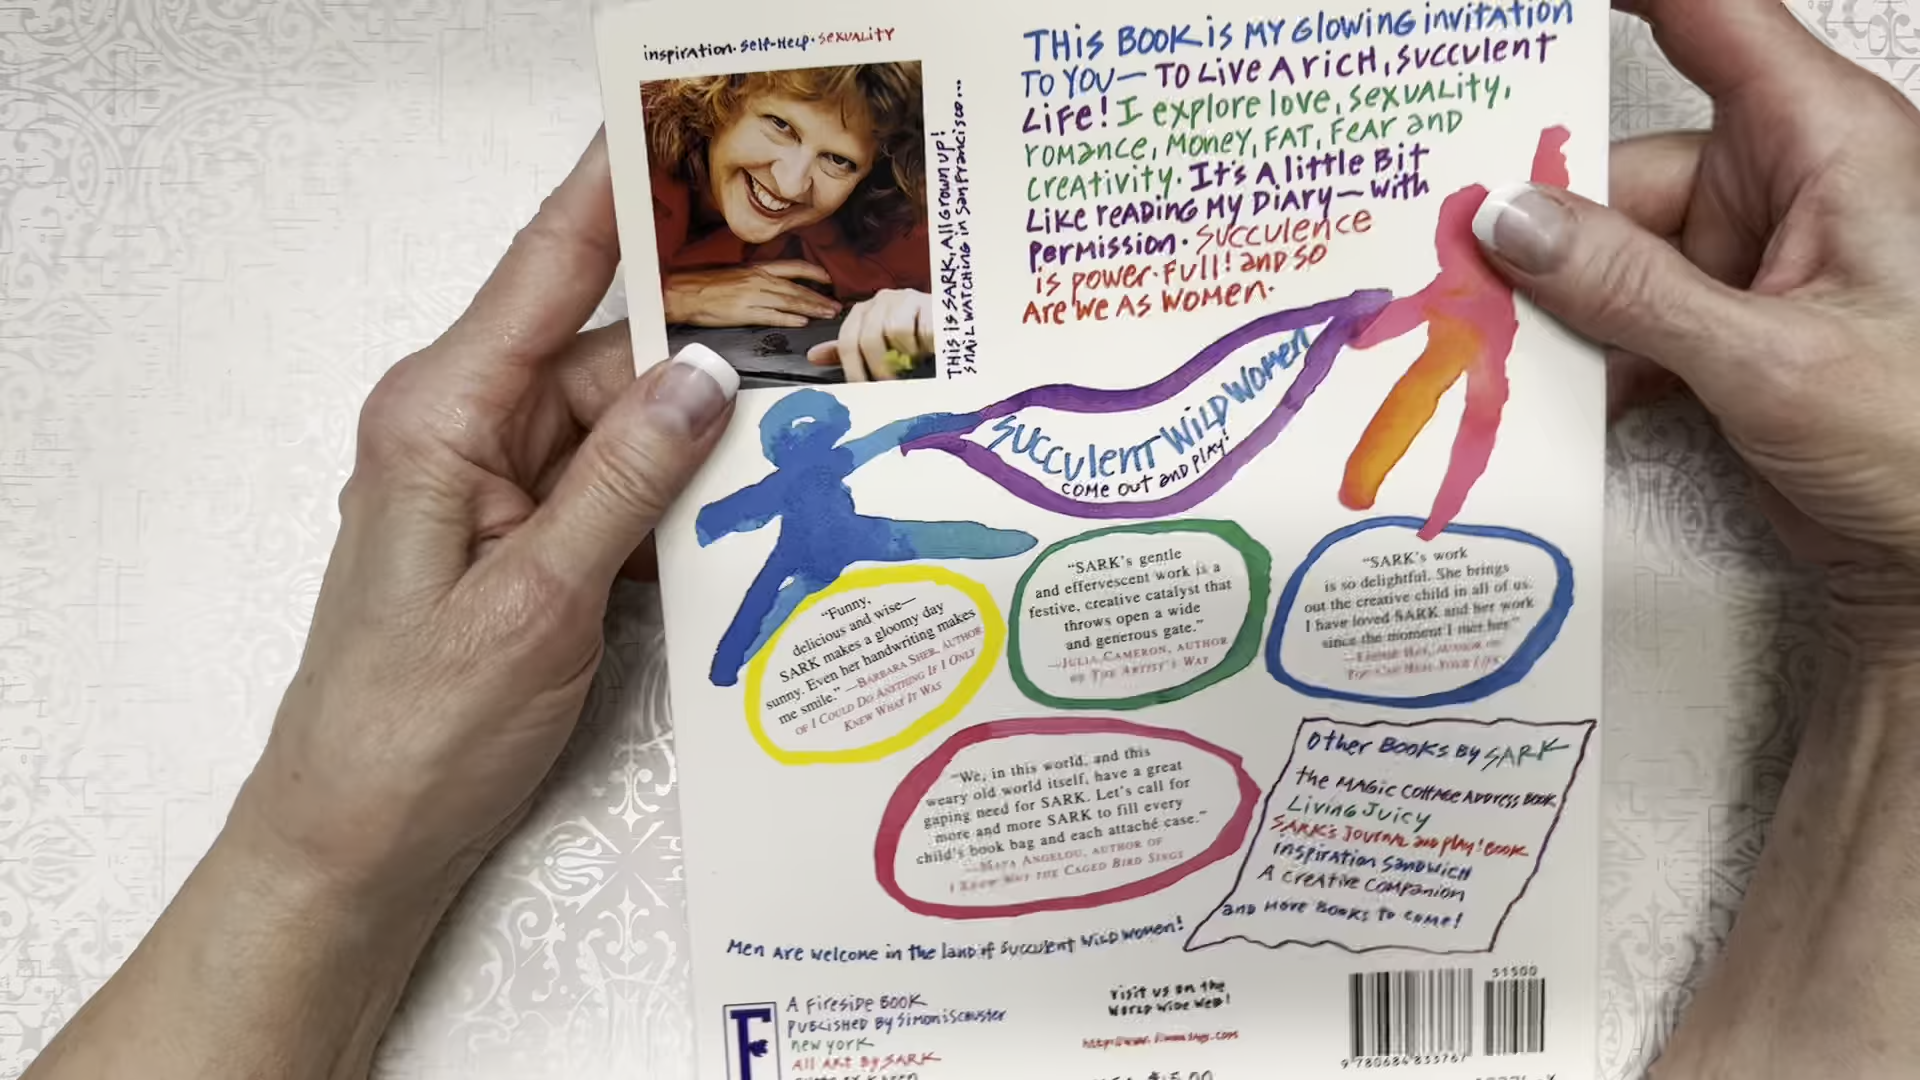 inspiration · self-Help · sexuality
THIS IS SARK, All Grown up!
snail watching in San Francisco...
THIS BOOK is MY Glowing invitation
TO YOU— TO Live A rich, succulent
Life! I explore love, sexuality,
romance, Money, FAT, Fear and
creativity. It's A little Bit
Like reading My Diary— with
permission. Succulence
is power-full! and so
Are we As women.
Succulent Wild Women
come out and play!
“Funny,
delicious and wise—
SARK makes a gloomy day
sunny. Even her handwriting makes
me smile.” —Barbara Sher, author
of I Could Do Anything If I Only
Knew What It Was
“SARK’s gentle
and effervescent work is a
festive, creative catalyst that
throws open a wide
and generous gate.”
—Julia Cameron, author
of The Artist’s Way
“SARK’s work
is so delightful. She brings
out the creative child in all of us.
I have loved SARK and her work
since the moment I met her”
author of
You Can Heal Your Life
“We, in this world, and this
weary old world itself, have a great
gaping need for SARK. Let’s call for
more and more SARK to fill every
child’s book bag and each attaché case.”
—Maya Angelou, author of
I Know Why the Caged Bird Sings
Other Books By SARK
the Magic Cottage Address Book
Living Juicy
SARK's Journal and play! Book
inspiration sandwich
A Creative Companion
and More Books to come!
Men Are welcome in the land of succulent wild women!
F
A Fireside Book
published by Simon & Schuster
new york
All Art By SARK
visit us on the
World Wide Web!
51500